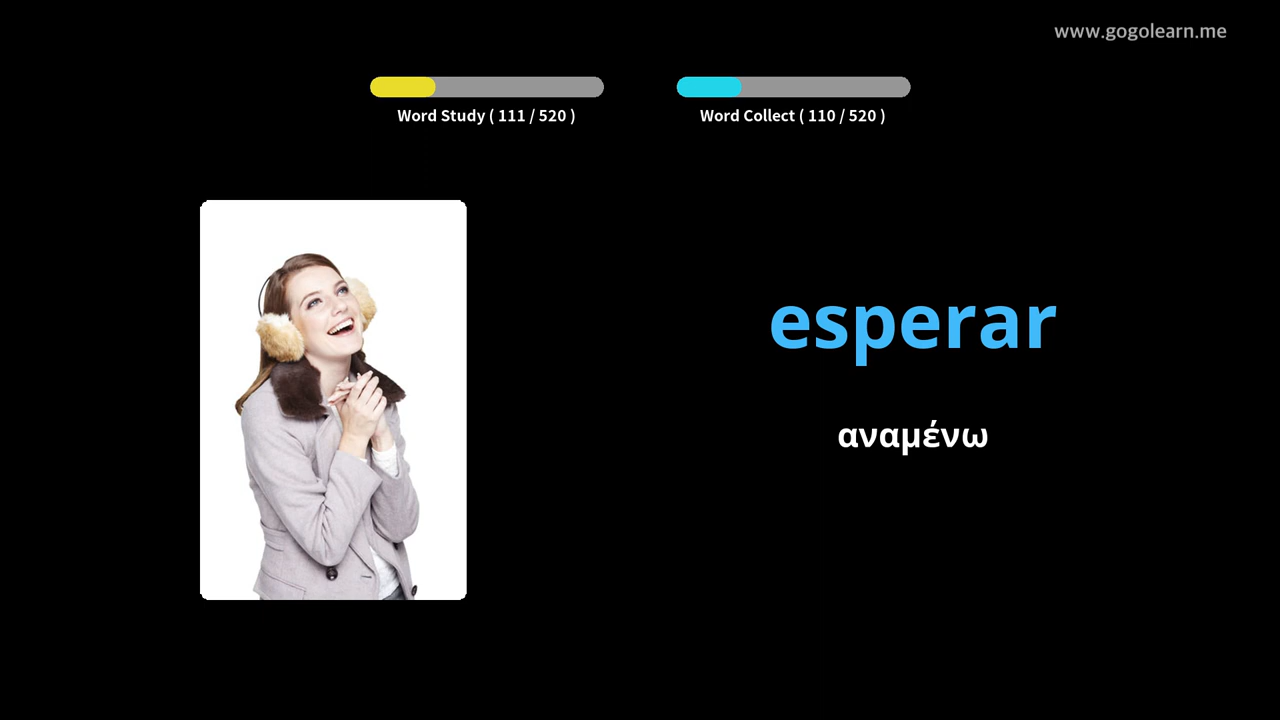 www.gogolearn.me
Word Study ( 111 / 520 )
Word Collect ( 110 / 520 )
esperar
αναμένω